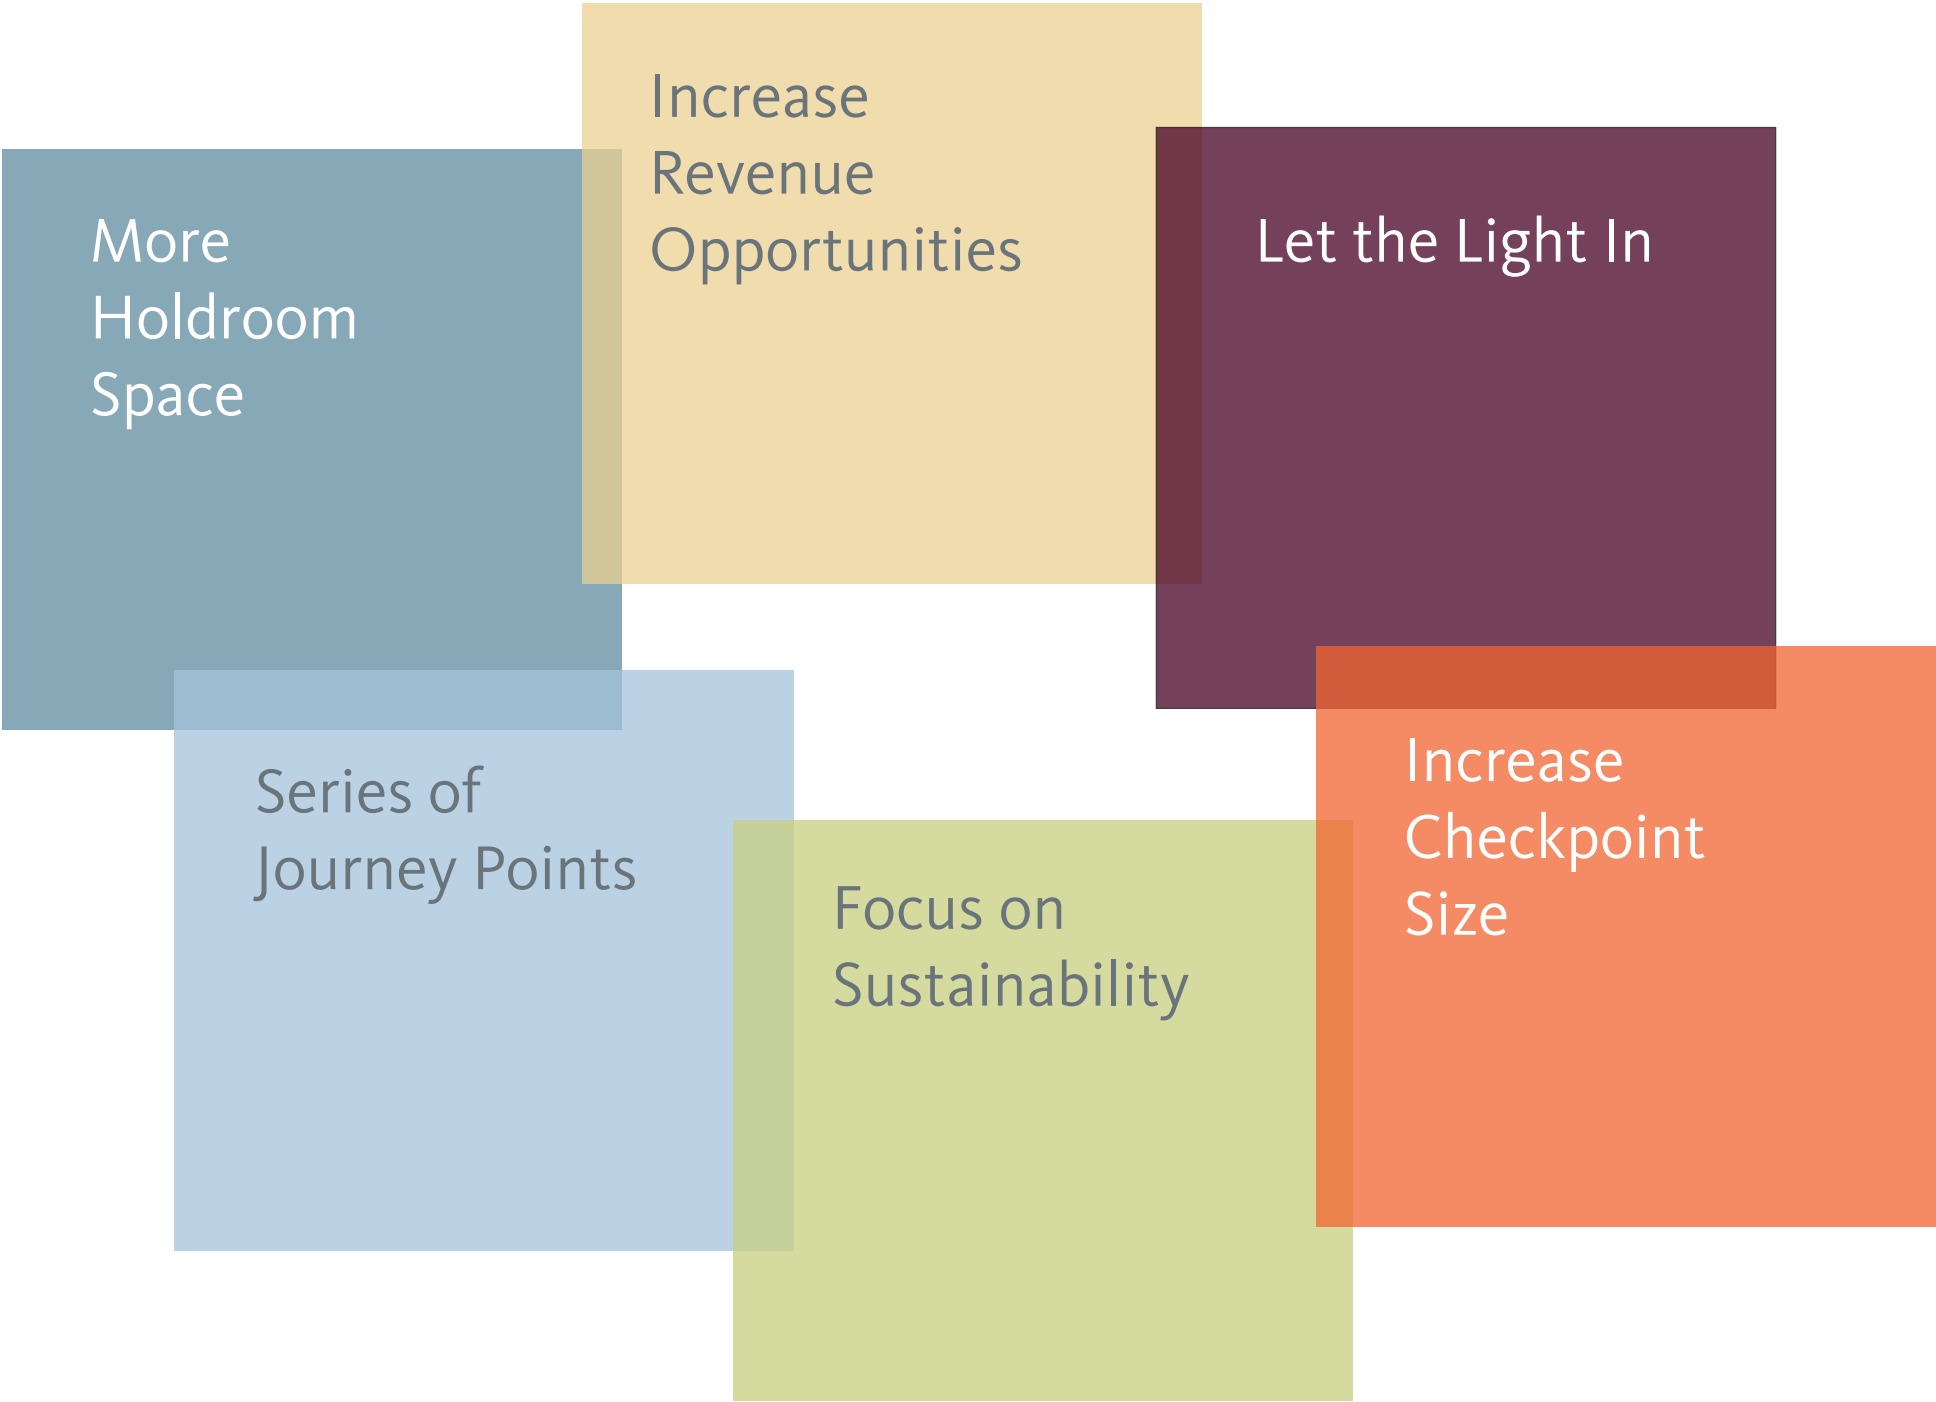 Increase
Revenue
Opportunities
More
Holdroom
Space
Let the Light In
Series of
Journey Points
Focus on
Sustainability
Increase
Checkpoint
Size